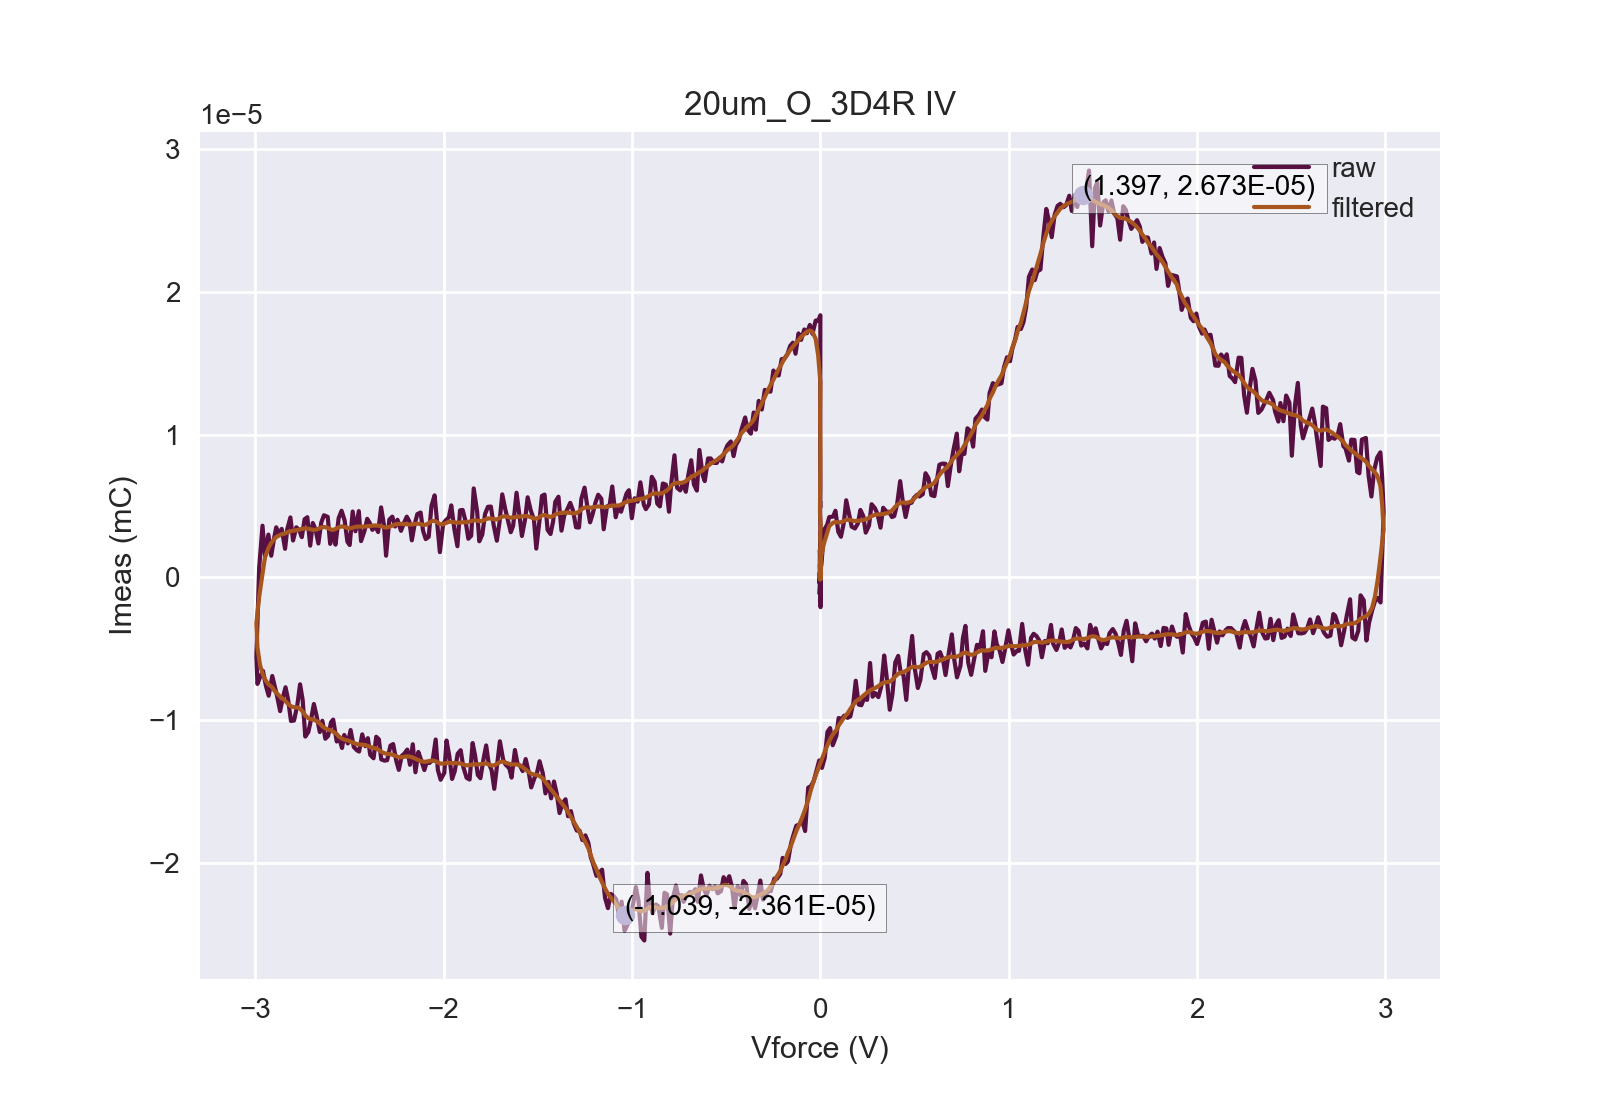 20um_O_3D4R IV
1e−5
3
2
1
0
−1
−2
Imeas (mC)
(1.397, 2.673E-05)
raw
filtered
(-1.039, -2.361E-05)
−3
−2
−1
0
1
2
3
Vforce (V)